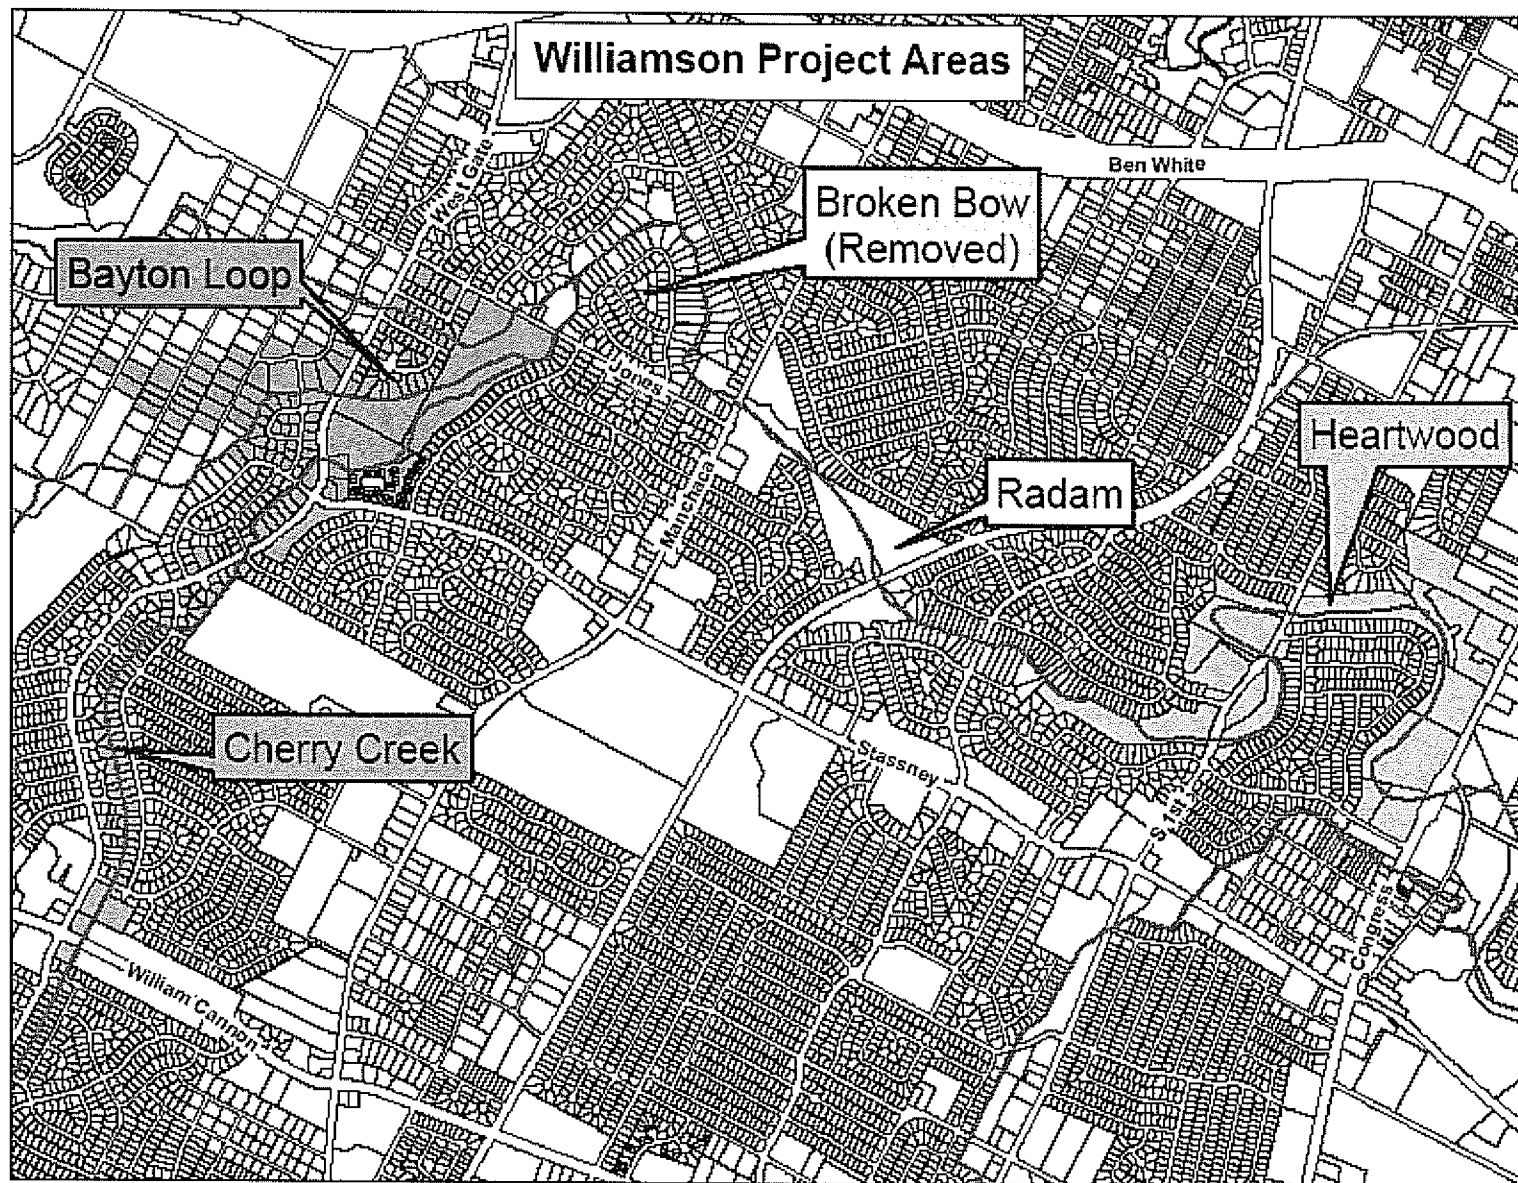 Williamson Project Areas
Ben White
West Gate
Broken Bow
(Removed)
Bayton Loop
Jones
Heartwood
Manchaca
Radam
Cherry Creek
Stassney
S 1st
Congress
William Cannon